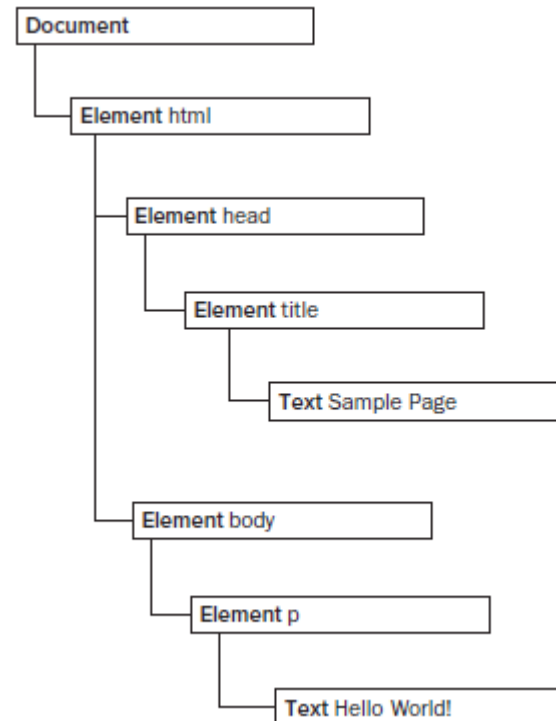 Document
Element html
Element head
Element title
Text Sample Page
Element body
Element p
Text Hello World!